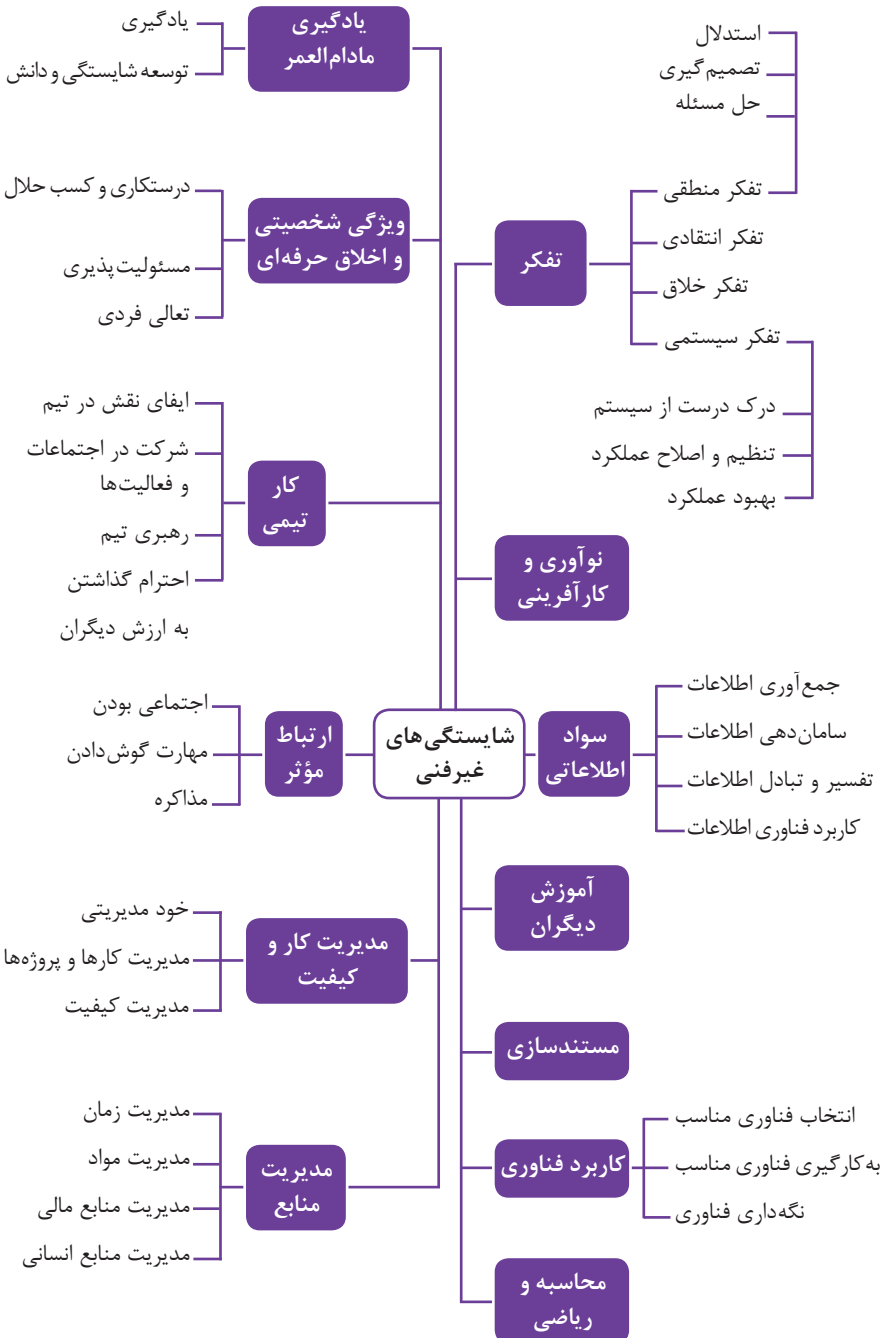 استدلال
تصمیم‌گیری
حل مسئله
تفکر منطقی
تفکر انتقادی
تفکر خلاق
تفکر سیستمی
درک درست از سیستم
تنظیم و اصلاح عملکرد
بهبود عملکرد
تفکر
نوآوری و
کارآفرینی
جمع‌آوری اطلاعات
سامان‌دهی اطلاعات
تفسیر و تبادل اطلاعات
کاربرد فناوری اطلاعات
سواد
اطلاعاتی
آموزش
دیگران
مستندسازی
انتخاب فناوری مناسب
به‌کارگیری فناوری مناسب
نگه‌داری فناوری
کاربرد فناوری
محاسبه و
ریاضی
شایستگی‌های
غیرفنی
یادگیری
مادام‌العمر
یادگیری
توسعه شایستگی و دانش
ویژگی شخصیتی
و اخلاق حرفه‌ای
درستکاری و کسب حلال
مسئولیت‌پذیری
تعالی فردی
کار
تیمی
ایفای نقش در تیم
شرکت در اجتماعات
و فعالیت‌ها
رهبری تیم
احترام گذاشتن
به ارزش دیگران
ارتباط
مؤثر
اجتماعی بودن
مهارت گوش‌دادن
مذاکره
مدیریت کار و
کیفیت
خود مدیریتی
مدیریت کارها و پروژه‌ها
مدیریت کیفیت
مدیریت
منابع
مدیریت زمان
مدیریت مواد
مدیریت منابع مالی
مدیریت منابع انسانی